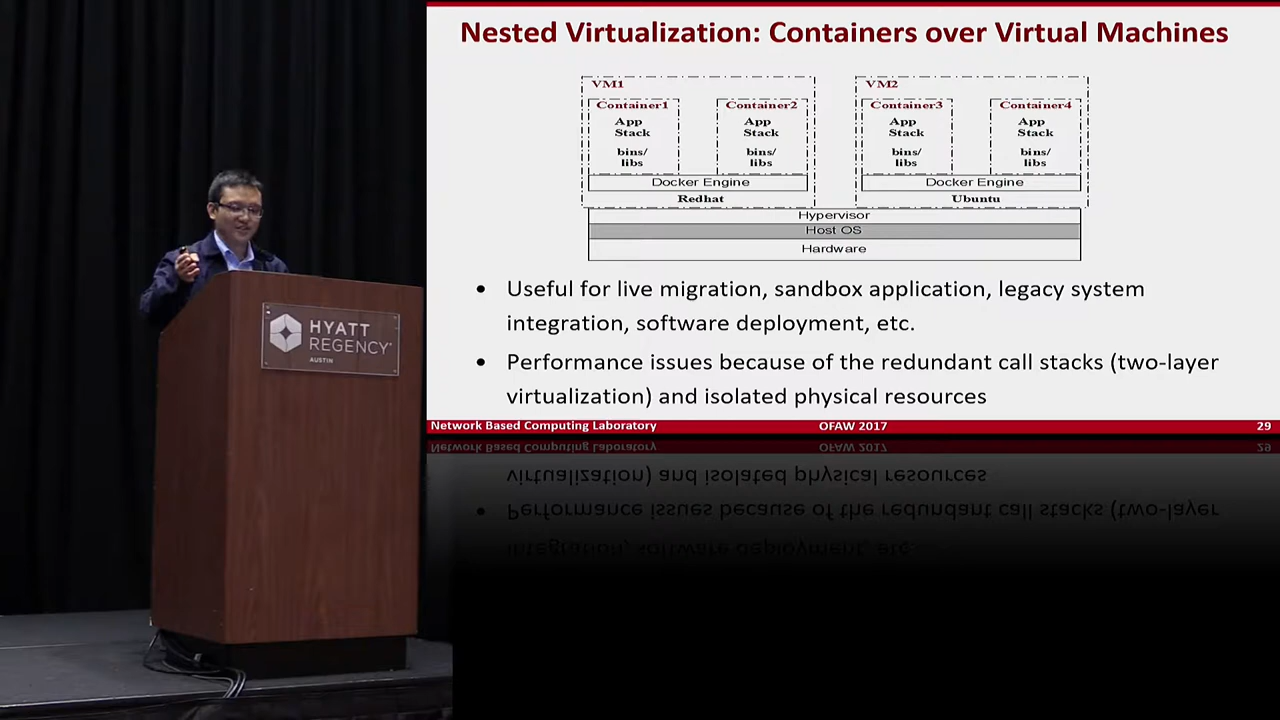 Nested Virtualization: Containers over Virtual Machines
VM1
VM2
Container1
Container2
Container3
Container4
App
Stack
App
Stack
App
Stack
App
Stack
bins/
libs
bins/
libs
bins/
libs
bins/
libs
Docker Engine
Docker Engine
Redhat
Ubuntu
Hypervisor
Host OS
Hardware
• Useful for live migration, sandbox application, legacy system
integration, software deployment, etc.
• Performance issues because of the redundant call stacks (two-layer
virtualization) and isolated physical resources
Network Based Computing Laboratory OFAW 2017 29
HYATT
REGENCY
AUSTIN